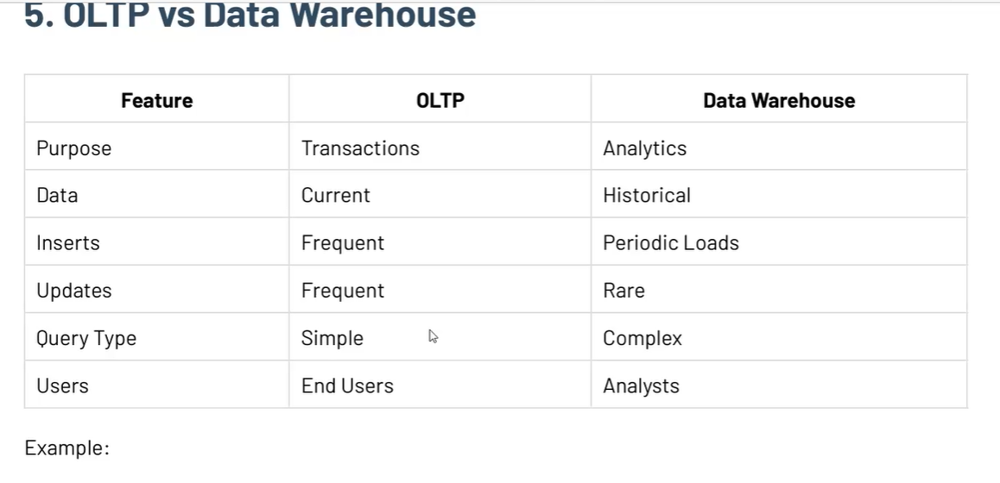 5. OLTP vs Data Warehouse
Feature OLTP Data Warehouse
Purpose Transactions Analytics
Data Current Historical
Inserts Frequent Periodic Loads
Updates Frequent Rare
Query Type Simple Complex
Users End Users Analysts
Example: